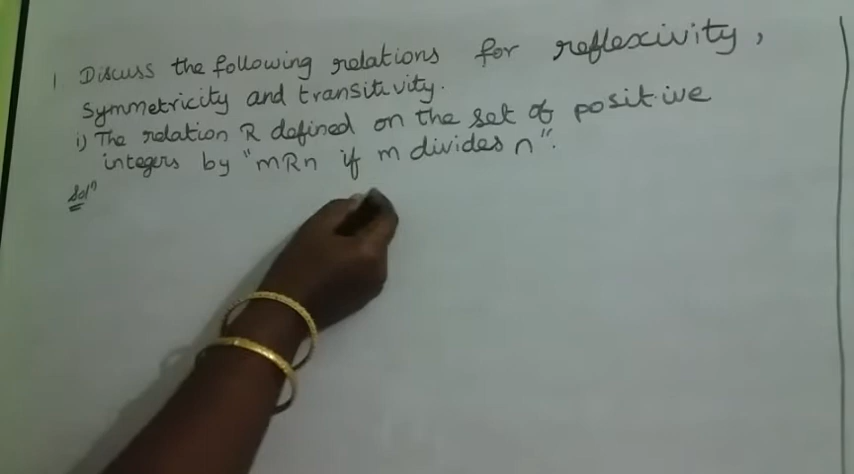 1 Discuss the following relations for reflexivity,
symmetricity and transitivity.
i) The relation R defined on the set of positive
integers by "mRn if m divides n".
Solⁿ